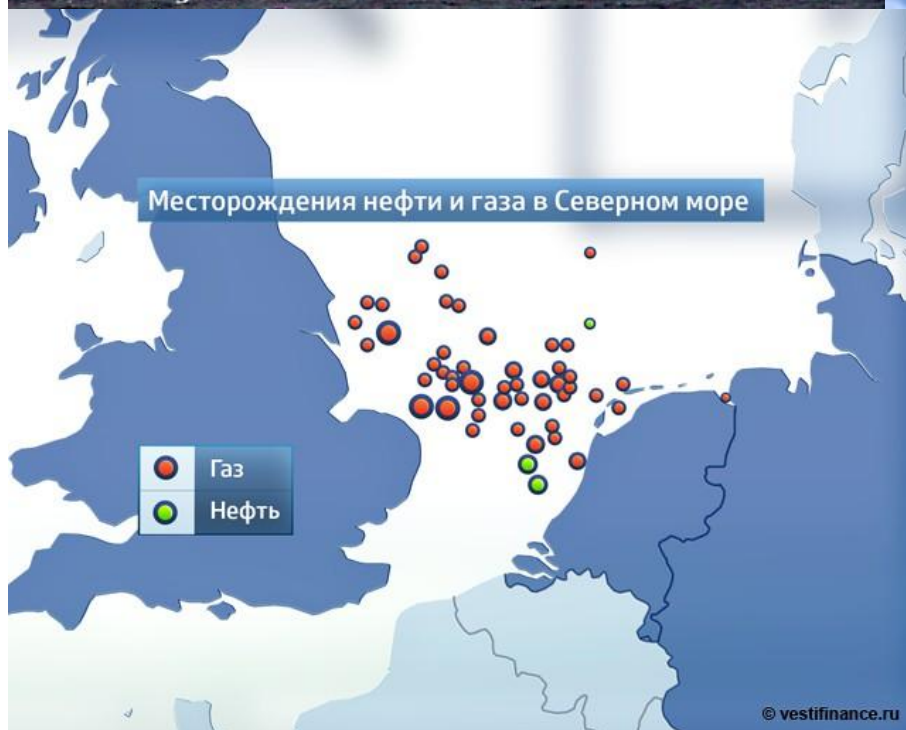 Месторождения нефти и газа в Северном море
Газ
Нефть
© vestifinance.ru